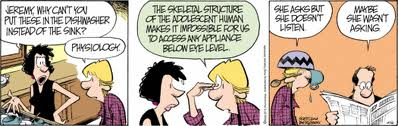 JEREMY, WHY CAN'T YOU
PUT THESE IN THE DISHWASHER
INSTEAD OF THE SINK?
PHYSIOLOGY.
THE SKELETAL STRUCTURE
OF THE ADOLESCENT HUMAN
MAKES IT IMPOSSIBLE FOR US
TO ACCESS ANY APPLIANCE
BELOW EYE LEVEL.
SHE ASKS BUT
SHE DOESN'T
LISTEN.
MAYBE
SHE WASN'T
ASKING.